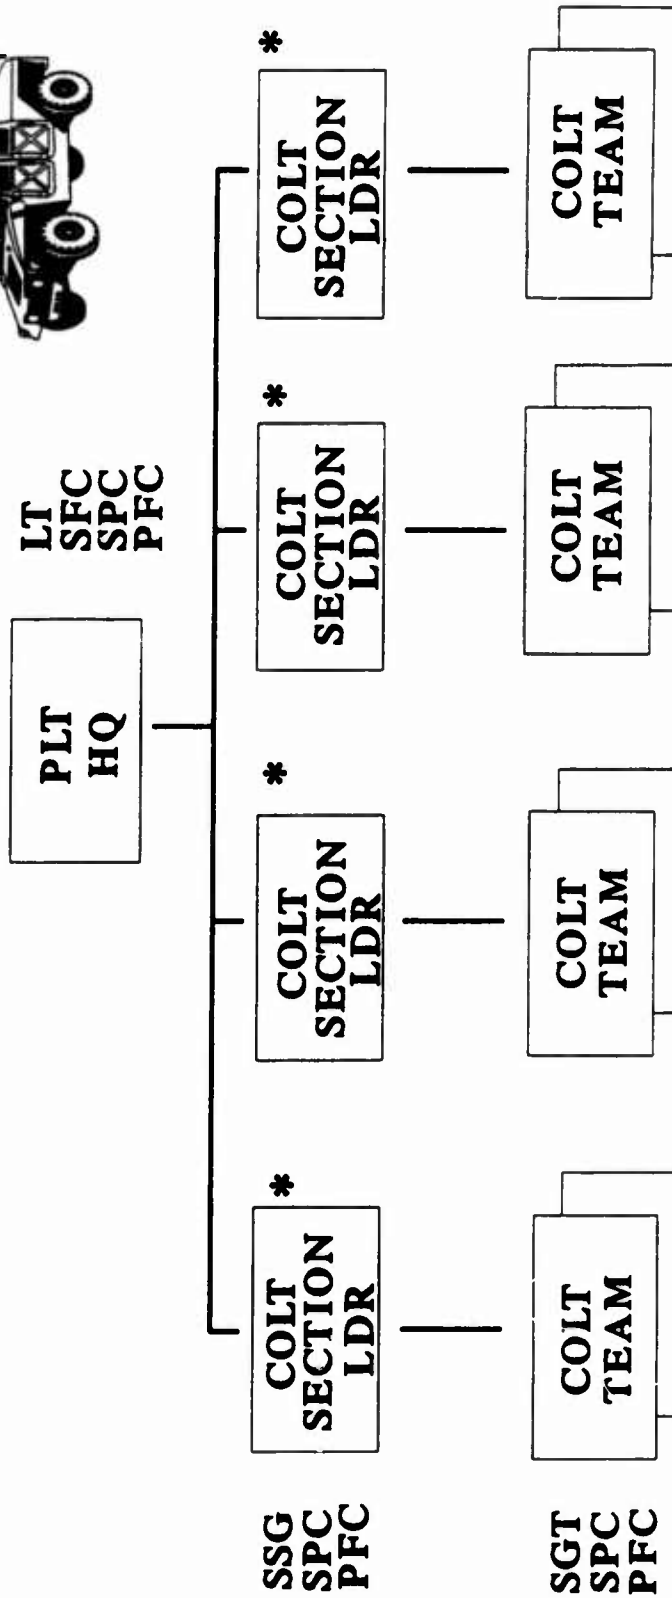 PLT
HQ
LT
SFC
SPC
PFC
SSG
SPC
PFC
COLT
SECTION
LDR
*
COLT
SECTION
LDR
*
COLT
SECTION
LDR
*
COLT
SECTION
LDR
*
SGT
SPC
PFC
COLT
TEAM
COLT
TEAM
COLT
TEAM
COLT
TEAM